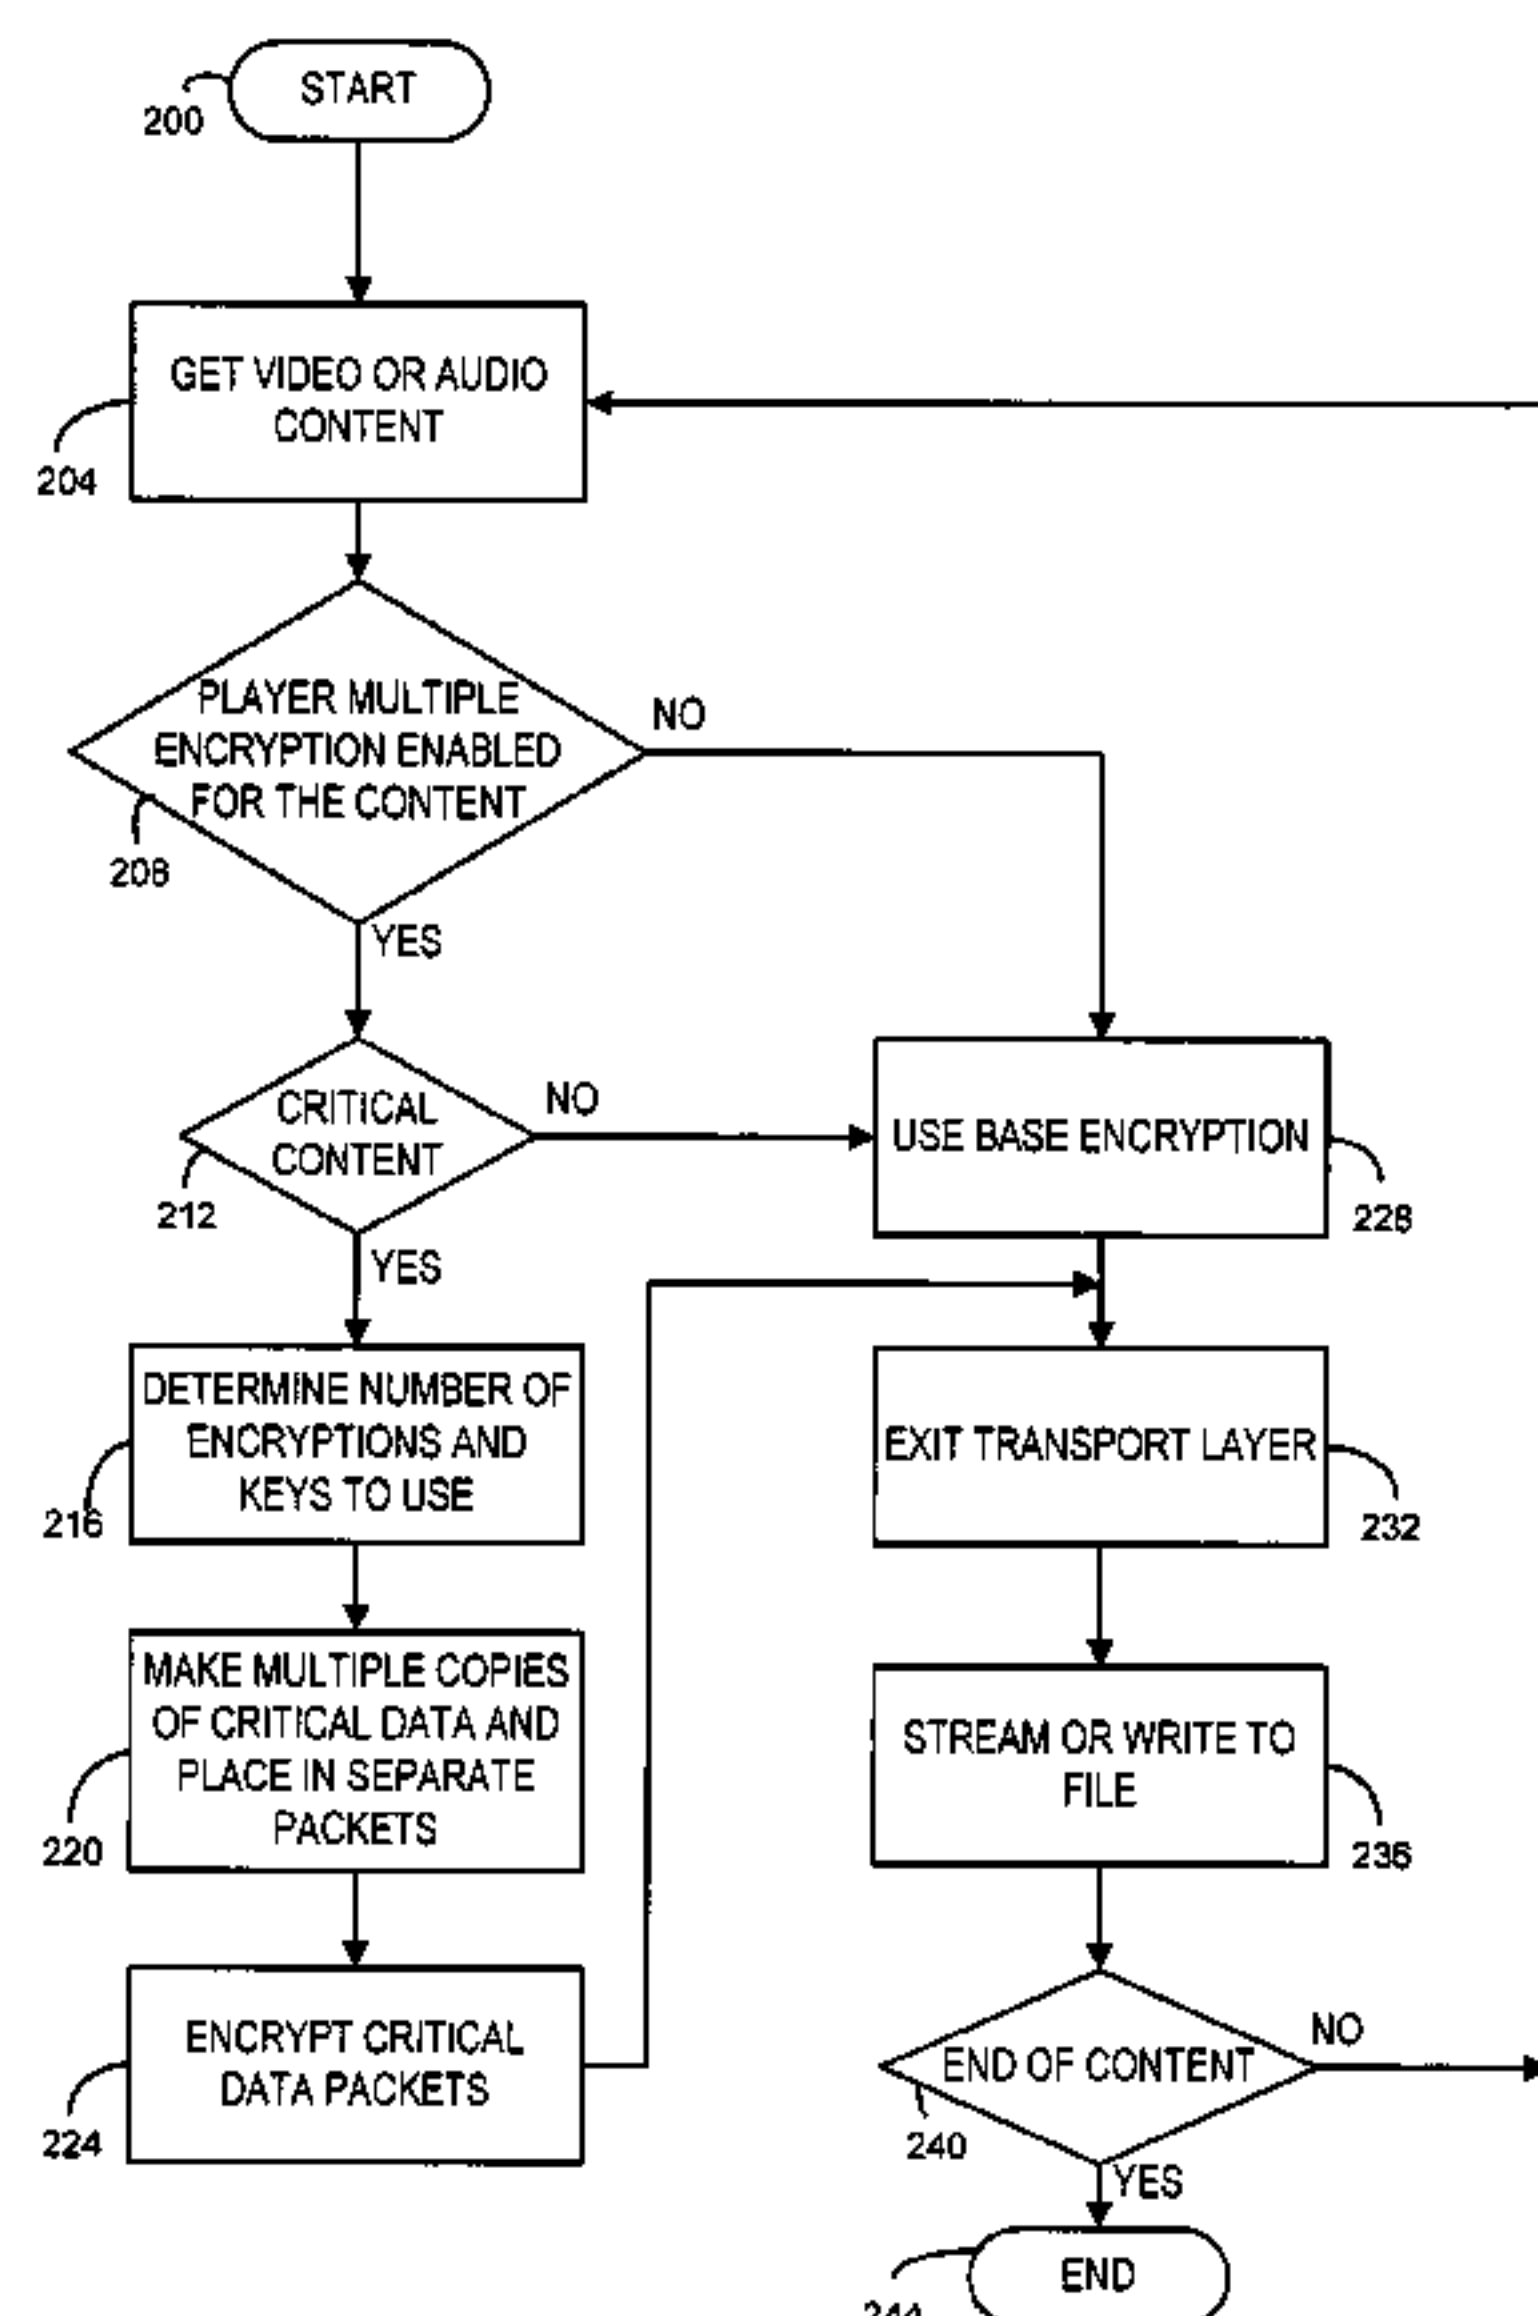 START
200
GET VIDEO OR AUDIO
CONTENT
204
PLAYER MULTIPLE
ENCRYPTION ENABLED
FOR THE CONTENT
NO
208
YES
CRITICAL
CONTENT
NO
212
YES
USE BASE ENCRYPTION
228
DETERMINE NUMBER OF
ENCRYPTIONS AND
KEYS TO USE
216
EXIT TRANSPORT LAYER
232
MAKE MULTIPLE COPIES
OF CRITICAL DATA AND
PLACE IN SEPARATE
PACKETS
220
STREAM OR WRITE TO
FILE
236
ENCRYPT CRITICAL
DATA PACKETS
224
END OF CONTENT
NO
240
YES
END